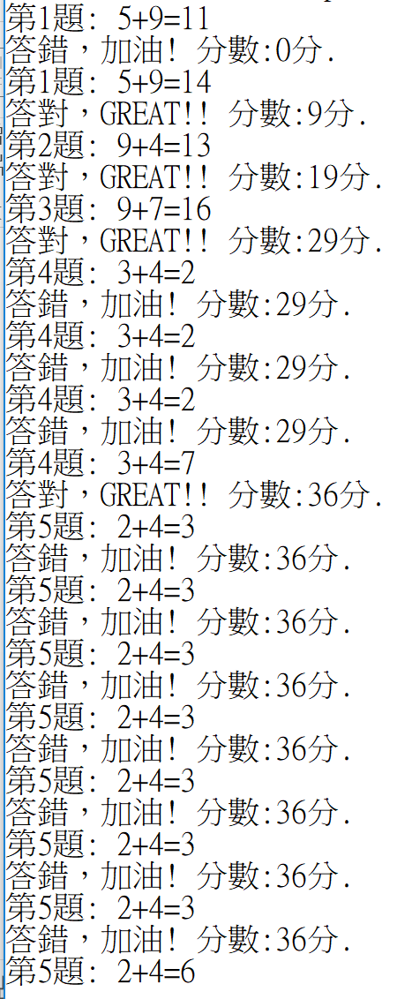 第1題: 5+9=11
答錯，加油! 分數:0分.
第1題: 5+9=14
答對，GREAT!! 分數:9分.
第2題: 9+4=13
答對，GREAT!! 分數:19分.
第3題: 9+7=16
答對，GREAT!! 分數:29分.
第4題: 3+4=2
答錯，加油! 分數:29分.
第4題: 3+4=2
答錯，加油! 分數:29分.
第4題: 3+4=2
答錯，加油! 分數:29分.
第4題: 3+4=7
答對，GREAT!! 分數:36分.
第5題: 2+4=3
答錯，加油! 分數:36分.
第5題: 2+4=3
答錯，加油! 分數:36分.
第5題: 2+4=3
答錯，加油! 分數:36分.
第5題: 2+4=3
答錯，加油! 分數:36分.
第5題: 2+4=3
答錯，加油! 分數:36分.
第5題: 2+4=3
答錯，加油! 分數:36分.
第5題: 2+4=3
答錯，加油! 分數:36分.
第5題: 2+4=6